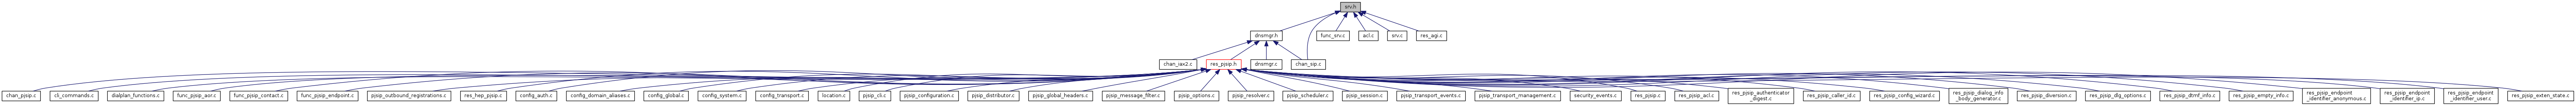 srv.h
dnsmgr.h
func_srv.c
acl.c
srv.c
res_agi.c
chan_iax2.c
res_pjsip.h
dnsmgr.c
chan_sip.c
chan_pjsip.c
cli_commands.c
dialplan_functions.c
func_pjsip_aor.c
func_pjsip_contact.c
func_pjsip_endpoint.c
pjsip_outbound_registrations.c
res_hep_pjsip.c
config_auth.c
config_domain_aliases.c
config_global.c
config_system.c
config_transport.c
location.c
pjsip_cli.c
pjsip_configuration.c
pjsip_distributor.c
pjsip_global_headers.c
pjsip_message_filter.c
pjsip_options.c
pjsip_resolver.c
pjsip_scheduler.c
pjsip_session.c
pjsip_transport_events.c
pjsip_transport_management.c
security_events.c
res_pjsip.c
res_pjsip_acl.c
res_pjsip_authenticator
_digest.c
res_pjsip_caller_id.c
res_pjsip_config_wizard.c
res_pjsip_dialog_info
_body_generator.c
res_pjsip_diversion.c
res_pjsip_dlg_options.c
res_pjsip_dtmf_info.c
res_pjsip_empty_info.c
res_pjsip_endpoint
_identifier_anonymous.c
res_pjsip_endpoint
_identifier_ip.c
res_pjsip_endpoint
_identifier_user.c
res_pjsip_exten_state.c